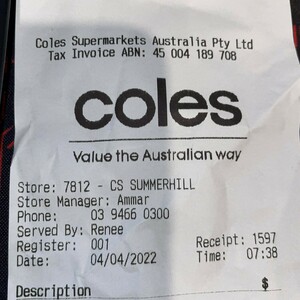 Coles Supermarkets Australia Pty Ltd
Tax Invoice ABN: 45 004 189 708
coles
Value the Australian way
Store: 7812 - CS SUMMERHILL
Store Manager: Ammar
Phone: 03 9466 0300
Served By: Renee
Register: 001 Receipt: 1597
Date: 04/04/2022 Time: 07:38
Description $